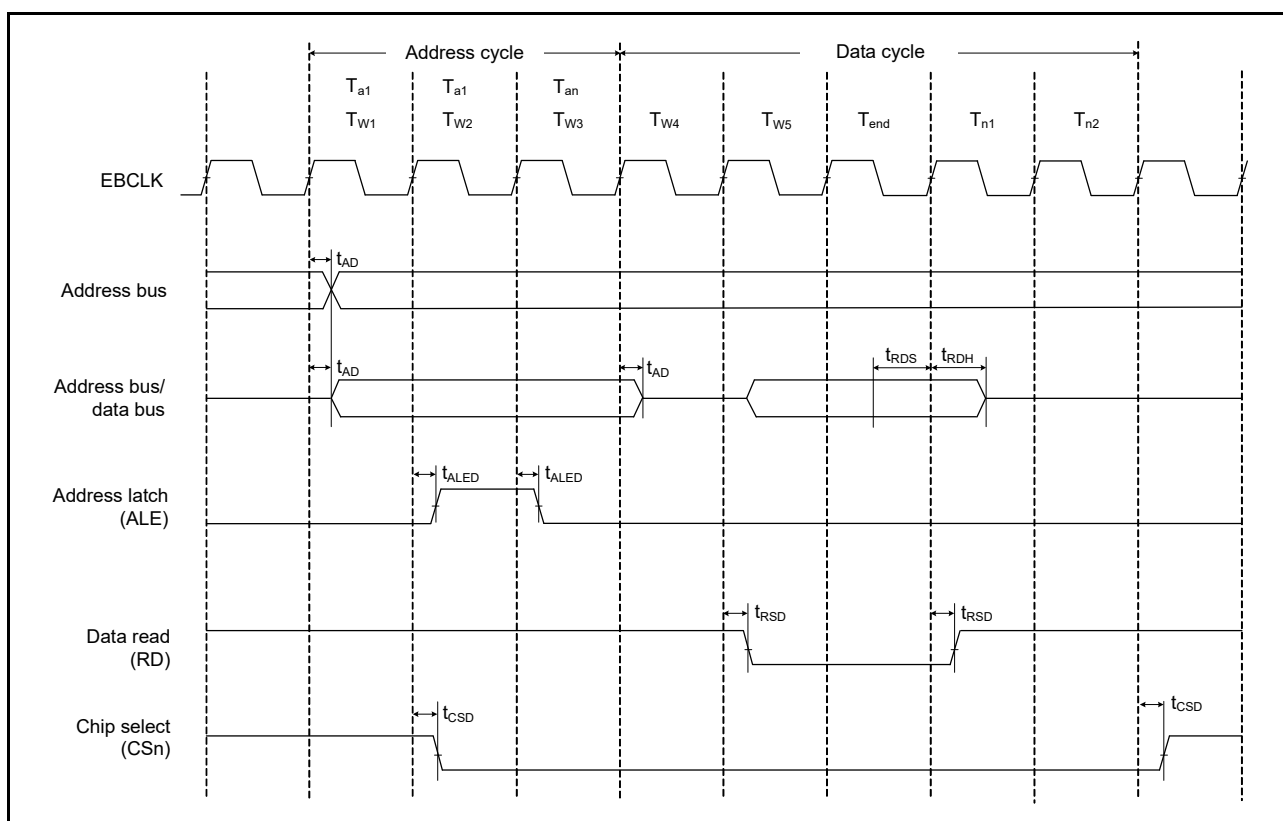 Address cycle Data cycle
Ta1 Ta1 Tan
TW1 TW2 TW3 TW4 TW5 Tend Tn1 Tn2
EBCLK
tAD
Address bus
tRDS tRDH
tAD tAD
Address bus/
data bus
tALED tALED
Address latch
(ALE)
tRSD tRSD
Data read
(RD)
tCSD tCSD
Chip select
(CSn)